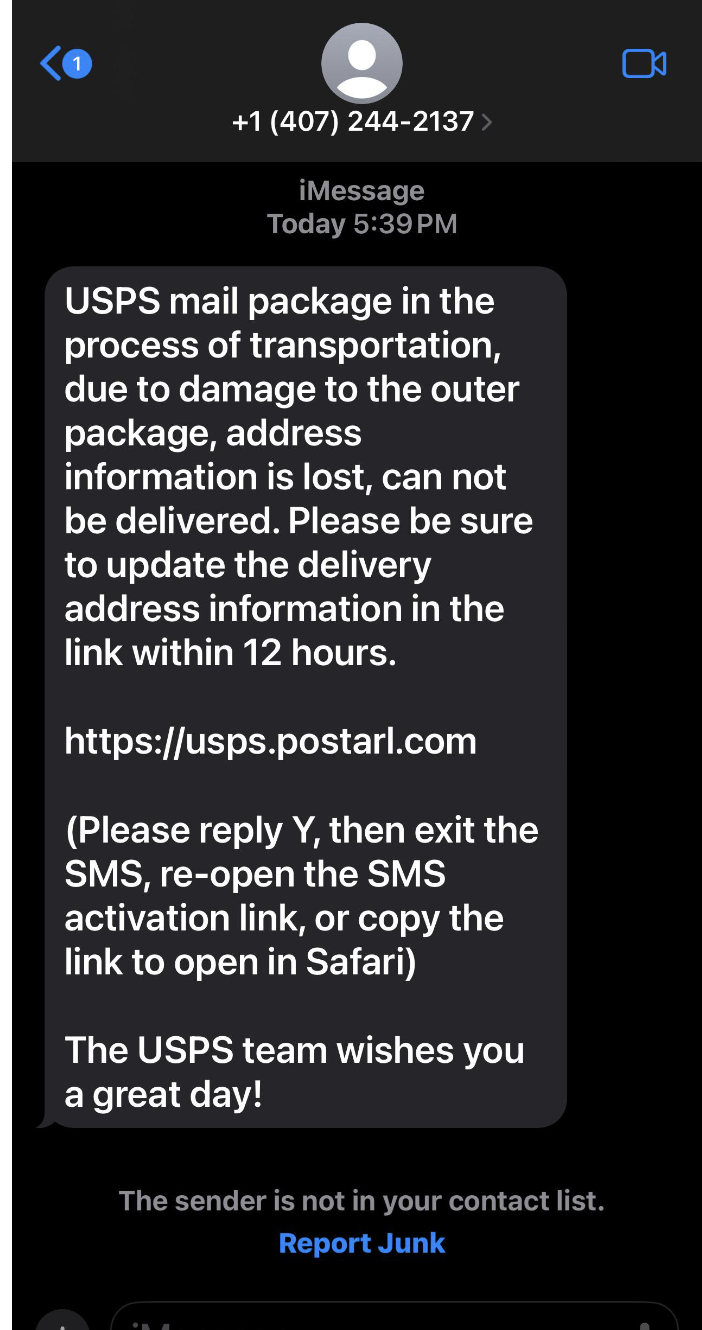 1
+1 (407) 244-2137
iMessage
Today 5:39 PM
USPS mail package in the
process of transportation,
due to damage to the outer
package, address
information is lost, can not
be delivered. Please be sure
to update the delivery
address information in the
link within 12 hours.
https://usps.postarl.com
(Please reply Y, then exit the
SMS, re-open the SMS
activation link, or copy the
link to open in Safari)
The USPS team wishes you
a great day!
The sender is not in your contact list.
Report Junk